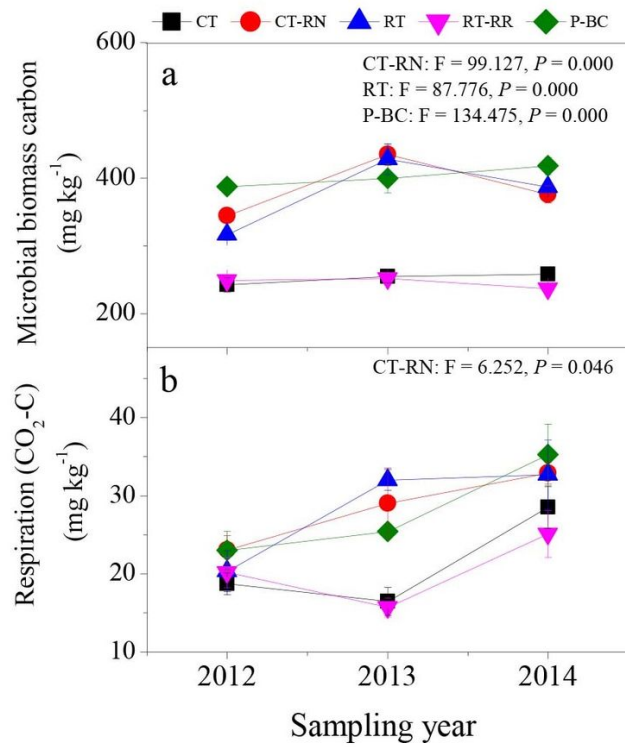 CT CT-RN RT RT-RR P-BC
600
a
CT-RN: F = 99.127, P = 0.000
RT: F = 87.776, P = 0.000
P-BC: F = 134.475, P = 0.000
Microbial biomass carbon
(mg kg⁻¹)
400
200
b
CT-RN: F = 6.252, P = 0.046
Respiration (CO₂-C)
(mg kg⁻¹)
40
30
20
10
2012 2013 2014
Sampling year